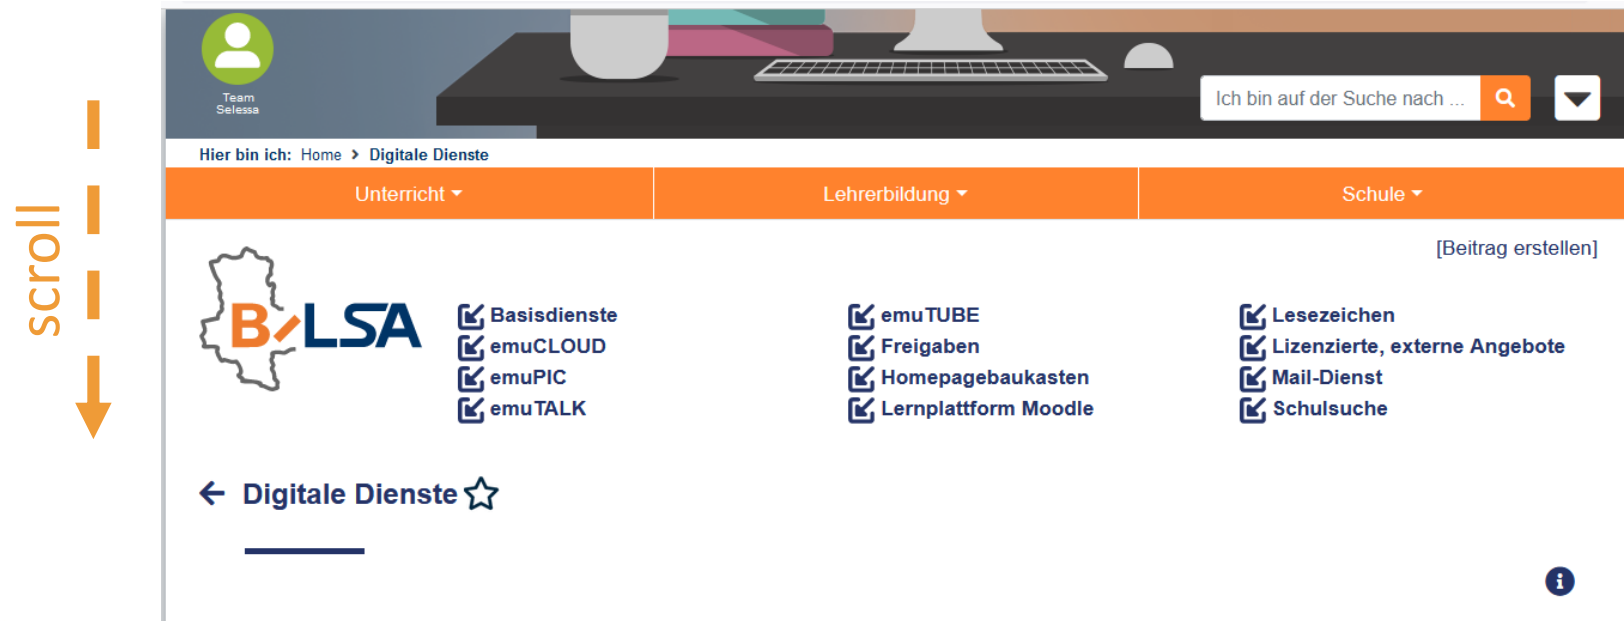 Team
Selessa
Ich bin auf der Suche nach ...
Hier bin ich: Home > Digitale Dienste
Unterricht
Lehrerbildung
Schule
scroll
[Beitrag erstellen]
B LSA
Basisdienste
emuCLOUD
emuPIC
emuTALK
emuTUBE
Freigaben
Homepagebaukasten
Lernplattform Moodle
Lesezeichen
Lizenzierte, externe Angebote
Mail-Dienst
Schulsuche
Digitale Dienste